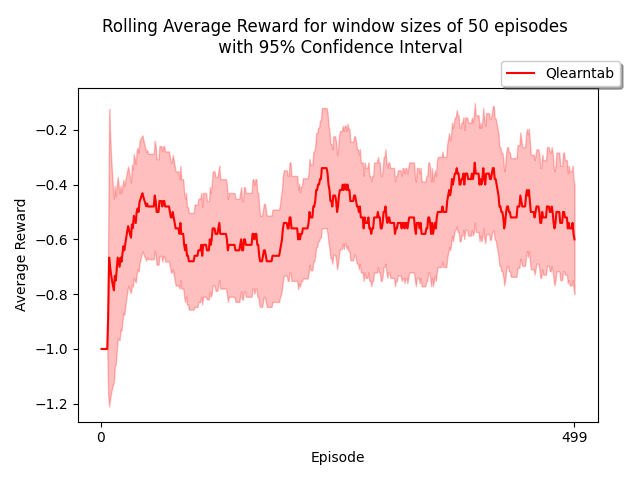 Rolling Average Reward for window sizes of 50 episodes
with 95% Confidence Interval
Qlearntab
−0.2
−0.4
−0.6
−0.8
−1.0
−1.2
Average Reward
0
499
Episode